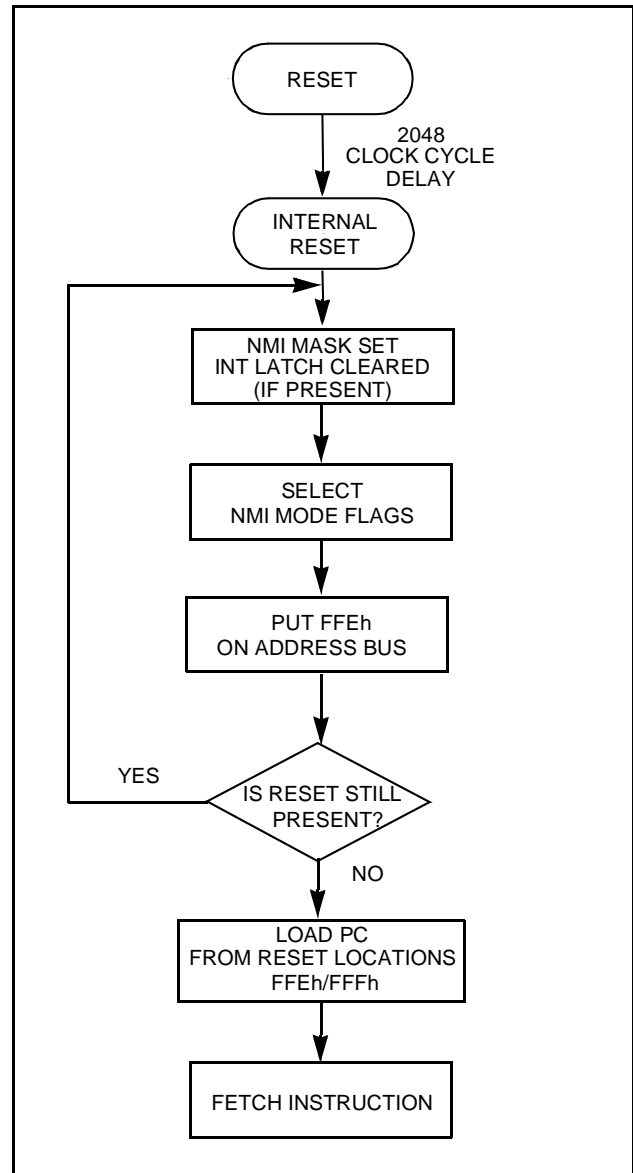 RESET
2048
CLOCK CYCLE
DELAY
INTERNAL
RESET
NMI MASK SET
INT LATCH CLEARED
(IF PRESENT)
SELECT
NMI MODE FLAGS
PUT FFEh
ON ADDRESS BUS
YES
IS RESET STILL
PRESENT?
NO
LOAD PC
FROM RESET LOCATIONS
FFEh/FFFh
FETCH INSTRUCTION